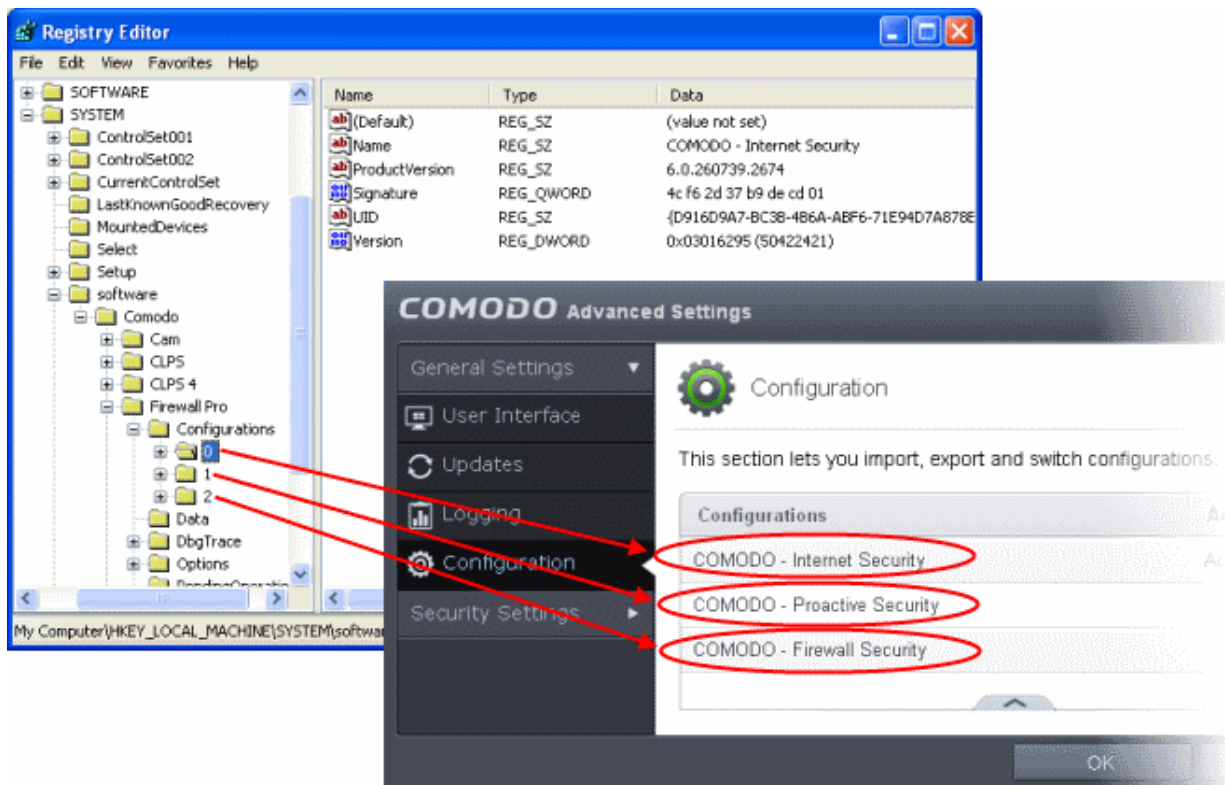 Registry Editor
File Edit View Favorites Help
SOFTWARE
SYSTEM
ControlSet001
ControlSet002
CurrentControlSet
LastKnownGoodRecovery
MountedDevices
Select
Setup
software
Comodo
Cam
CLPS
CLPS 4
Firewall Pro
Configurations
0
1
2
Data
DbgTrace
Options
Name Type Data
(Default) REG_SZ (value not set)
Name REG_SZ COMODO - Internet Security
ProductVersion REG_SZ 6.0.260739.2674
Signature REG_QWORD 4c f6 2d 37 b9 de cd 01
UID REG_SZ {D916D9A7-BC3B-4B6A-ABF6-71E94D7A878E
Version REG_DWORD 0x03016295 (50422421)
My Computer\HKEY_LOCAL_MACHINE\SYSTEM\softwar
COMODO Advanced Settings
General Settings
User Interface
Updates
Logging
Configuration
Security Settings
Configuration
This section lets you import, export and switch configurations.
Configurations
COMODO - Internet Security
COMODO - Proactive Security
COMODO - Firewall Security
OK